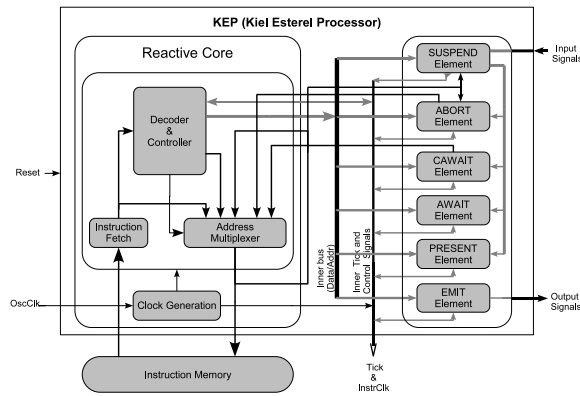 KEP (Kiel Esterel Processor)
Reactive Core
SUSPEND
Element
Input
Signals
Decoder
&
Controller
ABORT
Element
CAWAIT
Element
Reset
AWAIT
Element
Instruction
Fetch
Address
Multiplexer
Inner bus
(Data/Addr)
Inner Tick and
Control Signals
PRESENT
Element
OscClk
Clock Generation
EMIT
Element
Output
Signals
Instruction Memory
Tick
&
InstrClk